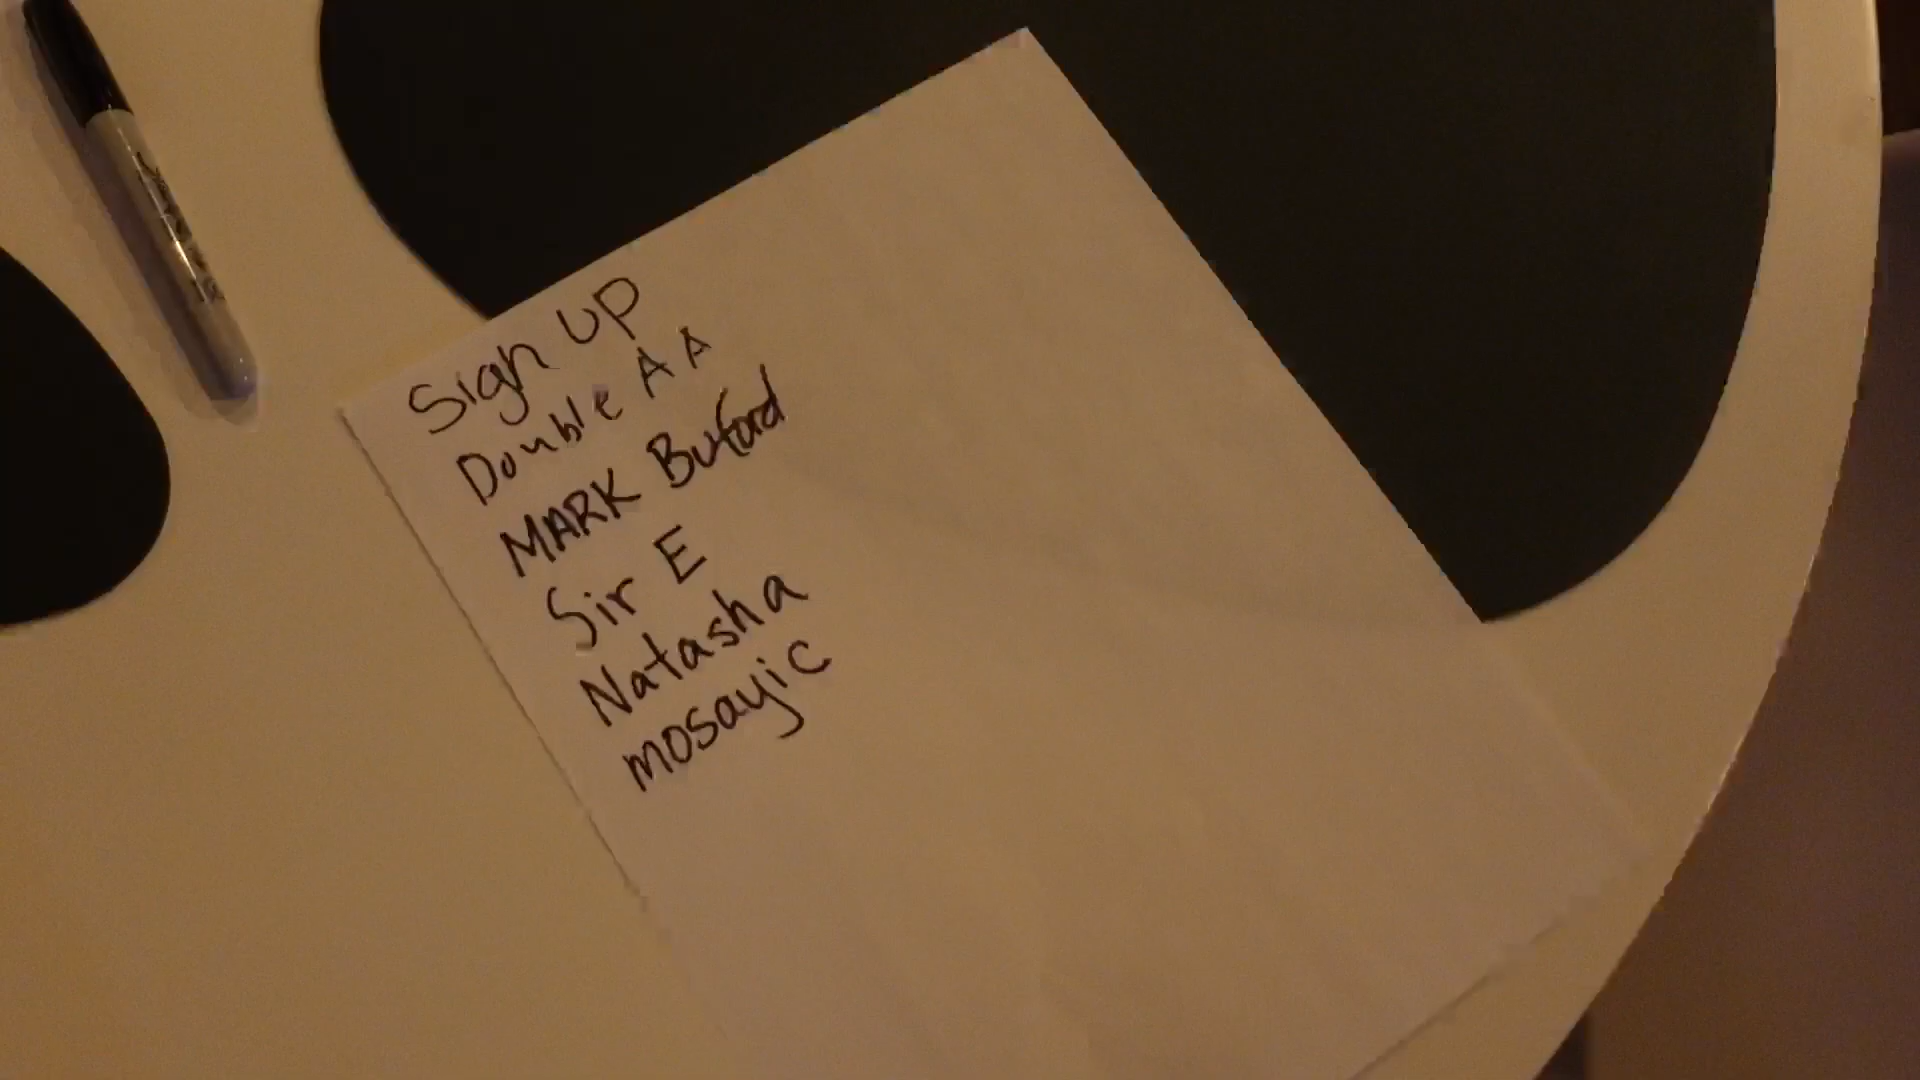 Sign UP
Double A A
MARK Buford
Sir E
Natasha
mosayic